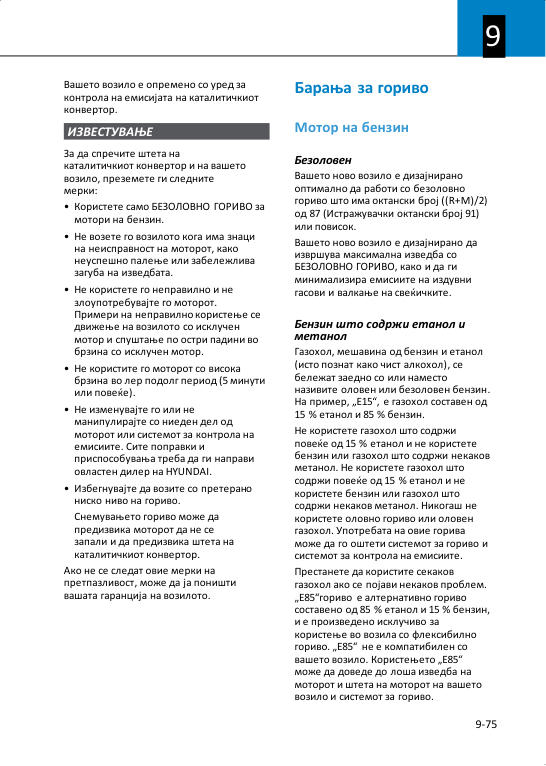 9
Вашето возило е опремено со уред за
контрола на емисијата на каталитичкиот
конвертор.
ИЗВЕСТУВАЊЕ
За да спречите штета на
каталитичкиот конвертор и на вашето
возило, преземете ги следните
мерки:
• Користете само БЕЗОЛОВНО ГОРИВО за
мотори на бензин.
• Не возете го возилото кога има знаци
на неисправност на моторот, како
неуспешно палење или забележлива
загуба на изведбата.
• Не користете го неправилно и не
злоупотребувајте го моторот.
Примери на неправилно користење се
движење на возилото со исклучен
мотор и спуштање по остри падини во
брзина со исклучен мотор.
• Не користите го моторот со висока
брзина во лер подолг период (5 минути
или повеќе).
• Не изменувајте го или не
манипулирајте со ниеден дел од
моторот или системот за контрола на
емисиите. Сите поправки и
приспособувања треба да ги направи
овластен дилер на HYUNDAI.
• Избегнувајте да возите со претерано
ниско ниво на гориво.
Снемувањето гориво може да
предизвика моторот да не се
запали и да предизвика штета на
каталитичкиот конвертор.
Ако не се следат овие мерки на
претпазливост, може да ја поништи
вашата гаранција на возилото.
Барања за гориво
Мотор на бензин
Безоловен
Вашето ново возило е дизајнирано
оптимално да работи со безоловно
гориво што има октански број ((R+M)/2)
од 87 (Истражувачки октански број 91)
или повисок.
Вашето ново возило е дизајнирано да
извршува максимална изведба со
БЕЗОЛОВНО ГОРИВО, како и да ги
минимализира емисиите на издувни
гасови и валкање на свеќичките.
Бензин што содржи етанол и
метанол
Газохол, мешавина од бензин и етанол
(исто познат како чист алкохол), се
бележат заедно со или наместо
називите оловен или безоловен бензин.
На пример, „E15“, е газохол составен од
15 % етанол и 85 % бензин.
Не користете газохол што содржи
повеќе од 15 % етанол и не користете
бензин или газохол што содржи некаков
метанол. Не користете газохол што
содржи повеќе од 15 % етанол и не
користете бензин или газохол што
содржи некаков метанол. Никогаш не
користете оловно гориво или оловен
газохол. Употребата на овие горива
може да го оштети системот за гориво и
системот за контрола на емисиите.
Престанете да користите секаков
газохол ако се појави некаков проблем.
„E85“гориво е алтернативно гориво
составено од 85 % етанол и 15 % бензин,
и е произведено исклучиво за
користење во возила со флексибилно
гориво. „E85“ не е компатибилен со
вашето возило. Користењето „E85“
може да доведе до лоша изведба на
моторот и штета на моторот на вашето
возило и системот за гориво.
9-75